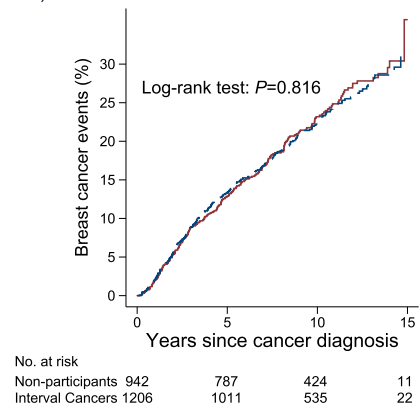 Breast cancer events (%)
30
25
20
15
10
5
0
Log-rank test: P=0.816
0 5 10 15
Years since cancer diagnosis
No. at risk
Non-participants 942 787 424 11
Interval Cancers 1206 1011 535 22